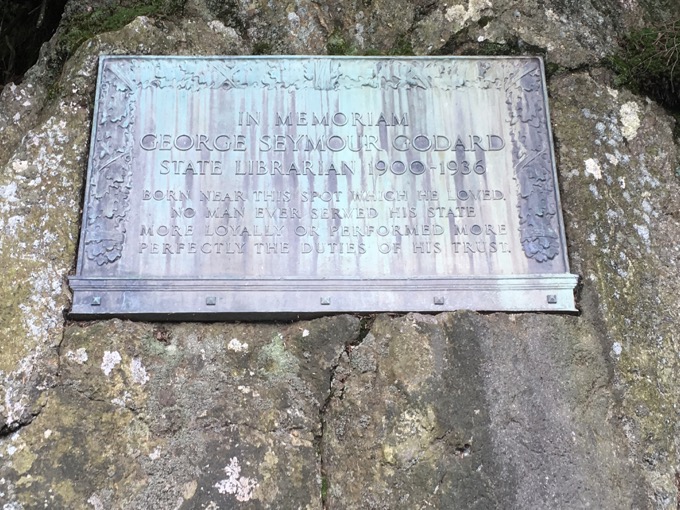 IN MEMORIAM
GEORGE SEYMOUR GODARD
STATE LIBRARIAN 1900-1936
BORN NEAR THIS SPOT WHICH HE LOVED.
NO MAN EVER SERVED HIS STATE
MORE LOYALLY OR PERFORMED MORE
PERFECTLY THE DUTIES OF HIS TRUST.